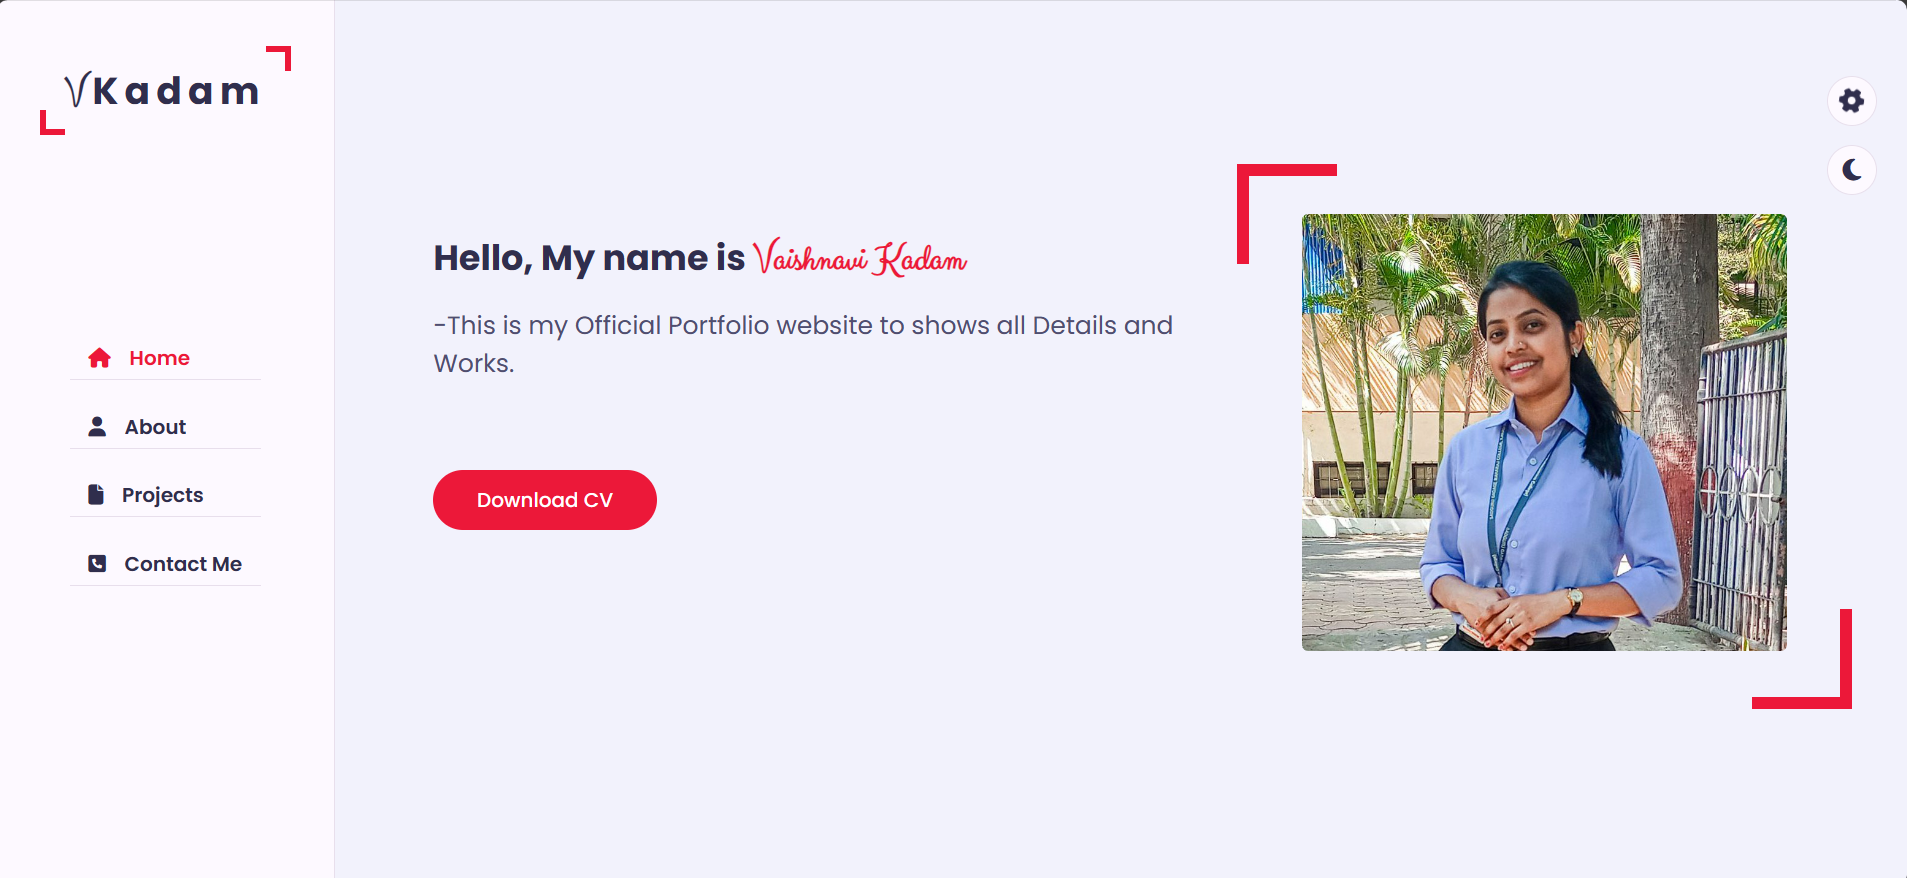 VKadam
Home
About
Projects
Contact Me
Hello, My name is Vaishnavi Kadam
-This is my Official Portfolio website to shows all Details and
Works.
Download CV